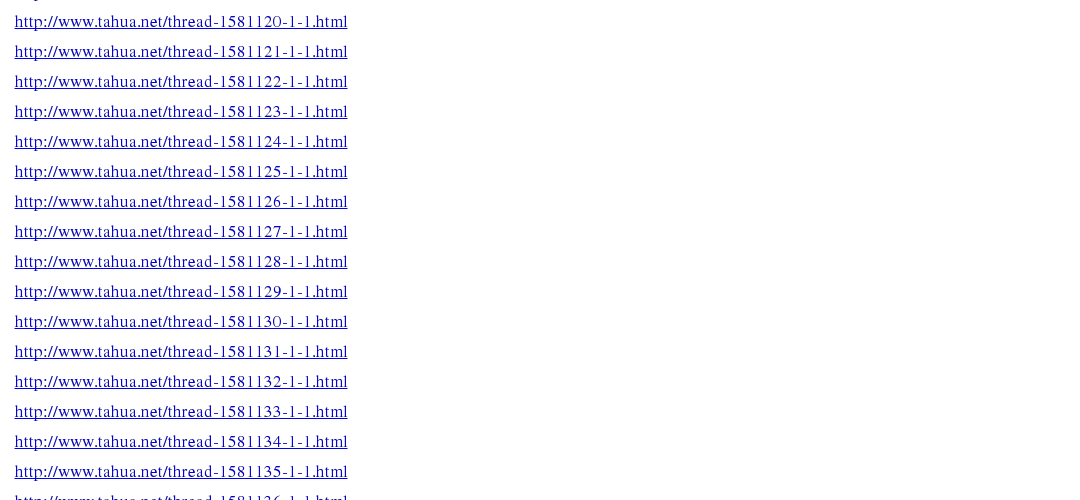 http://www.tahua.net/thread-1581120-1-1.html
http://www.tahua.net/thread-1581121-1-1.html
http://www.tahua.net/thread-1581122-1-1.html
http://www.tahua.net/thread-1581123-1-1.html
http://www.tahua.net/thread-1581124-1-1.html
http://www.tahua.net/thread-1581125-1-1.html
http://www.tahua.net/thread-1581126-1-1.html
http://www.tahua.net/thread-1581127-1-1.html
http://www.tahua.net/thread-1581128-1-1.html
http://www.tahua.net/thread-1581129-1-1.html
http://www.tahua.net/thread-1581130-1-1.html
http://www.tahua.net/thread-1581131-1-1.html
http://www.tahua.net/thread-1581132-1-1.html
http://www.tahua.net/thread-1581133-1-1.html
http://www.tahua.net/thread-1581134-1-1.html
http://www.tahua.net/thread-1581135-1-1.html